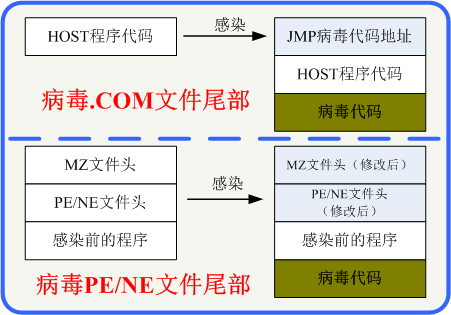 HOST程序代码
感染
JMP病毒代码地址
HOST程序代码
病毒代码
病毒.COM文件尾部
MZ文件头
PE/NE文件头
感染前的程序
感染
MZ文件头（修改后）
PE/NE文件头
（修改后）
感染前的程序
病毒代码
病毒PE/NE文件尾部